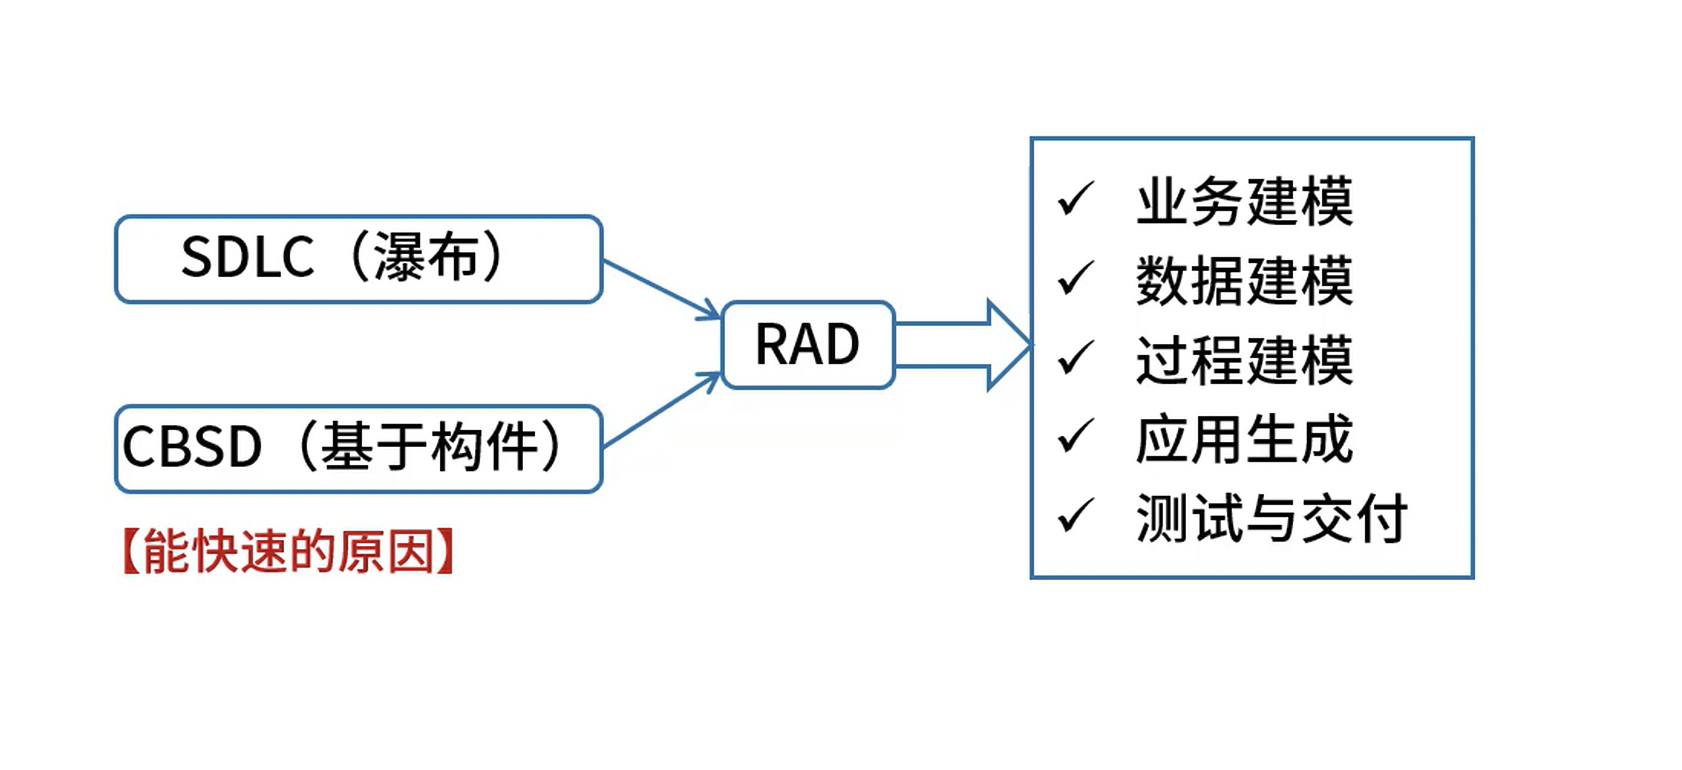 SDLC（瀑布）
CBSD（基于构件）
【能快速的原因】
RAD
✓ 业务建模
✓ 数据建模
✓ 过程建模
✓ 应用生成
✓ 测试与交付